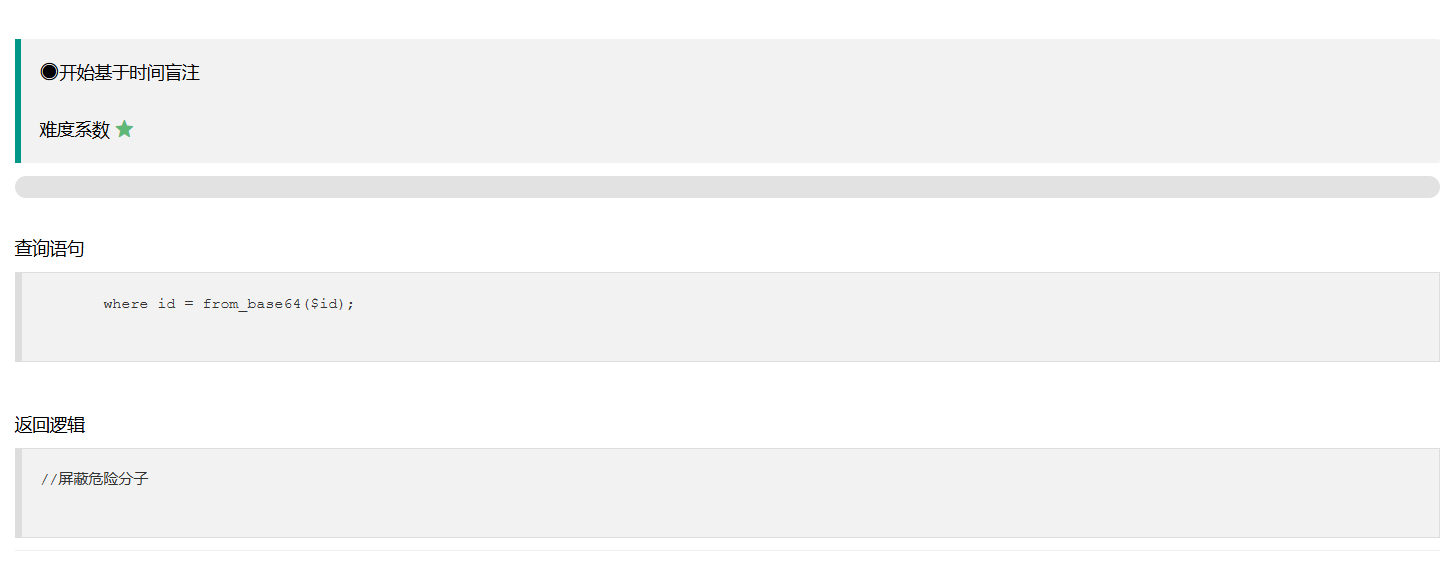 ◉开始基于时间盲注
难度系数
查询语句
where id = from_base64($id);
返回逻辑
//屏蔽危险分子